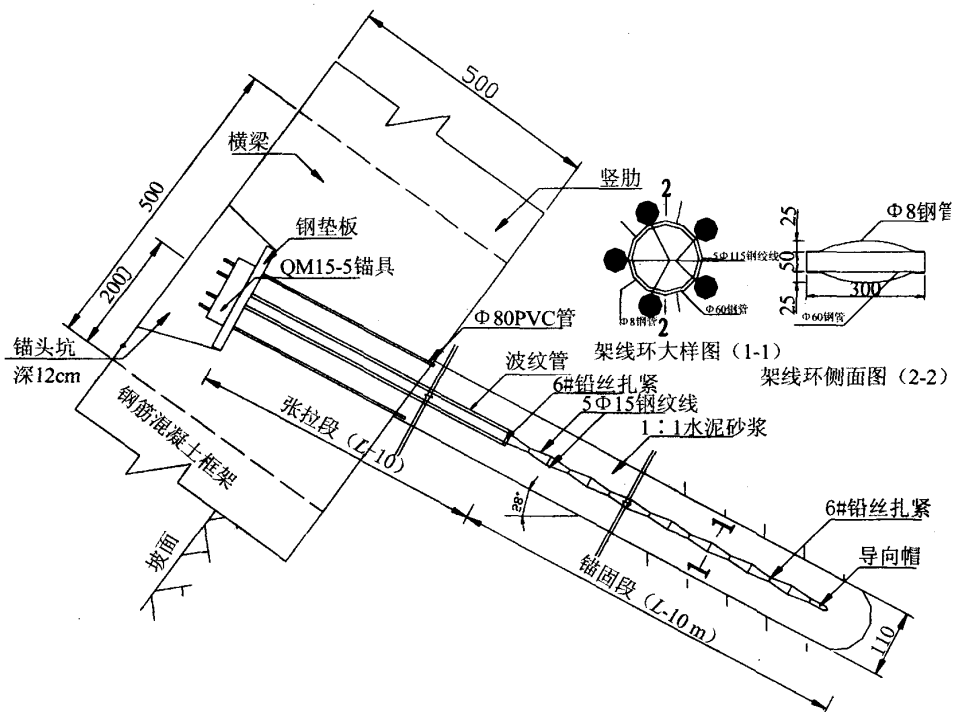 500
横梁
竖肋
500
钢垫板
QM15-5锚具
200
锚头坑
深12cm
钢筋混凝土框架
坡面
Φ80PVC管
波纹管
6#铅丝扎紧
5Φ15钢纹线
1:1水泥砂浆
张拉段（L-10）
28°
锚固段（L-10m）
1
1
6#铅丝扎紧
导向帽
110
2
5Φ115钢绞线
Φ8钢管
Φ60钢管
2
架线环大样图（1-1）
25
50
25
Φ8钢管
300
Φ60钢管
架线环侧面图（2-2）